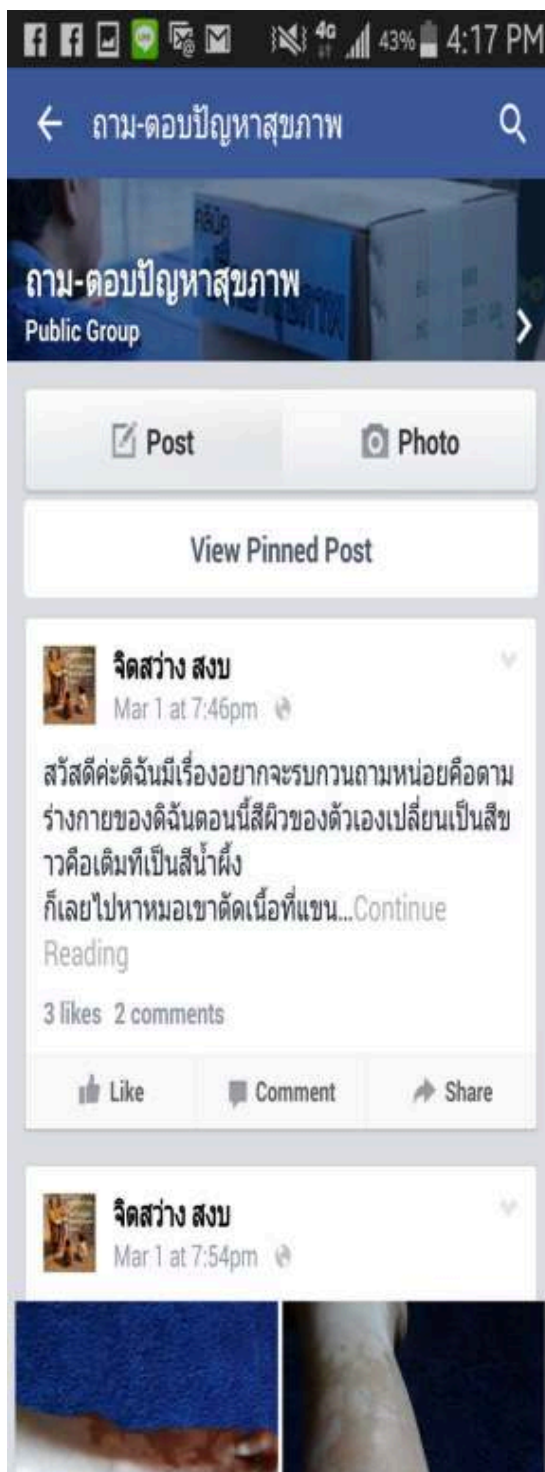 4G 43% 4:17 PM
ถาม-ตอบปัญหาสุขภาพ
ถาม-ตอบปัญหาสุขภาพ
Public Group
Post Photo
View Pinned Post
จิตสว่าง สงบ
Mar 1 at 7:46pm
สวัสดีค่ะดิฉันมีเรื่องอยากจะรบกวนถามหน่อยคือตาม
ร่างกายของดิฉันตอนนี้สีผิวของตัวเองเปลี่ยนเป็นสีข
าวคือเดิมทีเป็นสีน้ำผึ้ง
ก็เลยไปหาหมอเขาตัดเนื้อที่แขน...Continue
Reading
3 likes 2 comments
Like Comment Share
จิตสว่าง สงบ
Mar 1 at 7:54pm